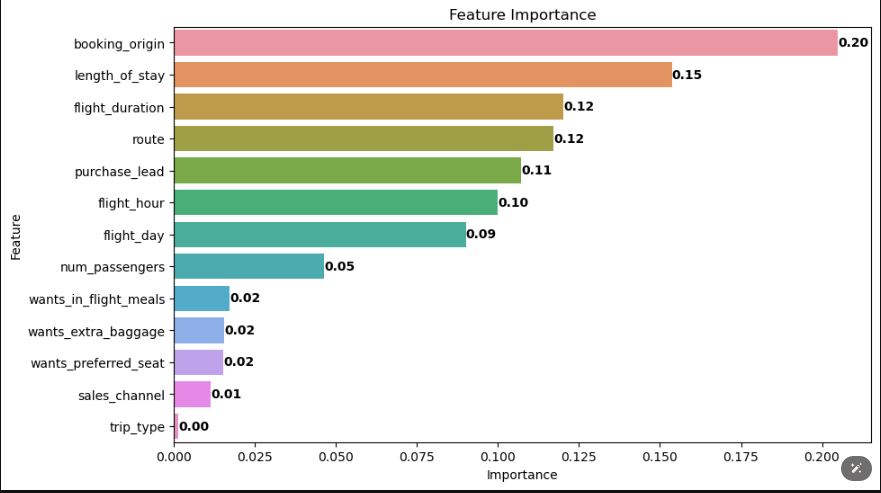 Feature Importance
booking_origin 0.20
length_of_stay 0.15
flight_duration 0.12
route 0.12
purchase_lead 0.11
flight_hour 0.10
flight_day 0.09
num_passengers 0.05
wants_in_flight_meals 0.02
wants_extra_baggage 0.02
wants_preferred_seat 0.02
sales_channel 0.01
trip_type 0.00
Feature
0.000 0.025 0.050 0.075 0.100 0.125 0.150 0.175 0.200
Importance